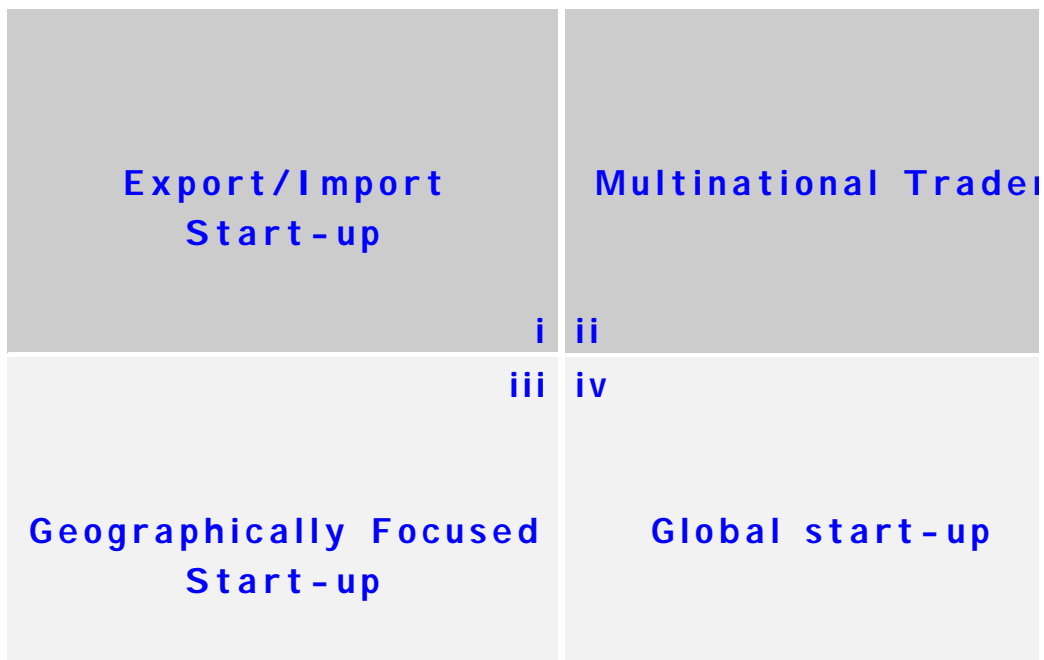 Export/Import
Start-up
i
Multinational Trader
ii
iii
Geographically Focused
Start-up
iv
Global start-up